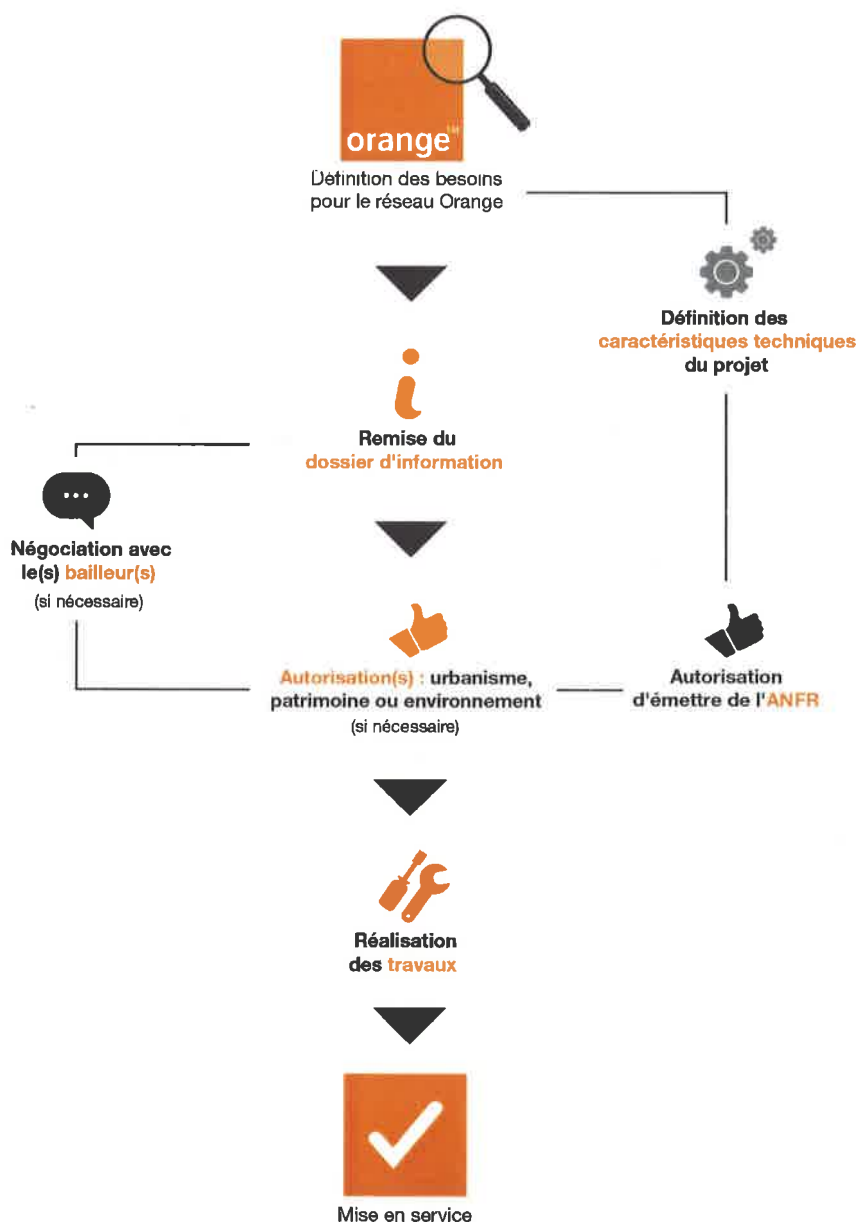 orange™
Définition des besoins
pour le réseau Orange
Définition des
caractéristiques techniques
du projet
Remise du
dossier d'information
Négociation avec
le(s) bailleur(s)
(si nécessaire)
Autorisation(s) : urbanisme,
patrimoine ou environnement
(si nécessaire)
Autorisation
d'émettre de l'ANFR
Réalisation
des travaux
Mise en service